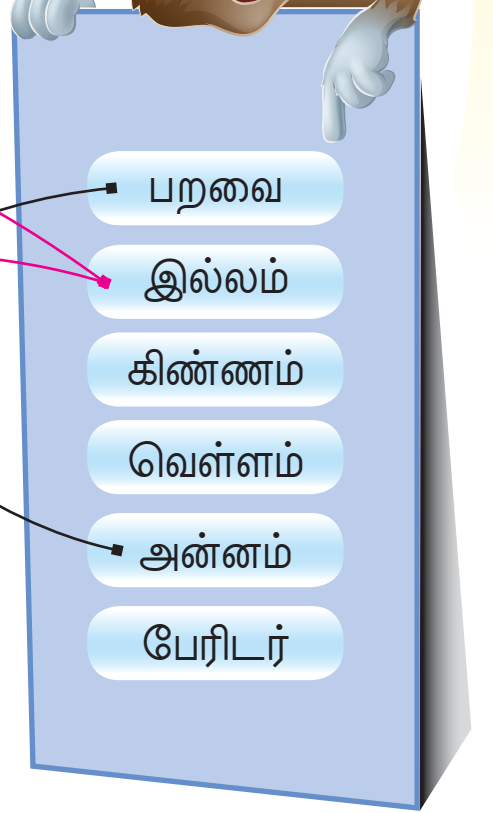 பறவை
இல்லம்
கிண்ணம்
வெள்ளம்
அன்னம்
பேரிடர்